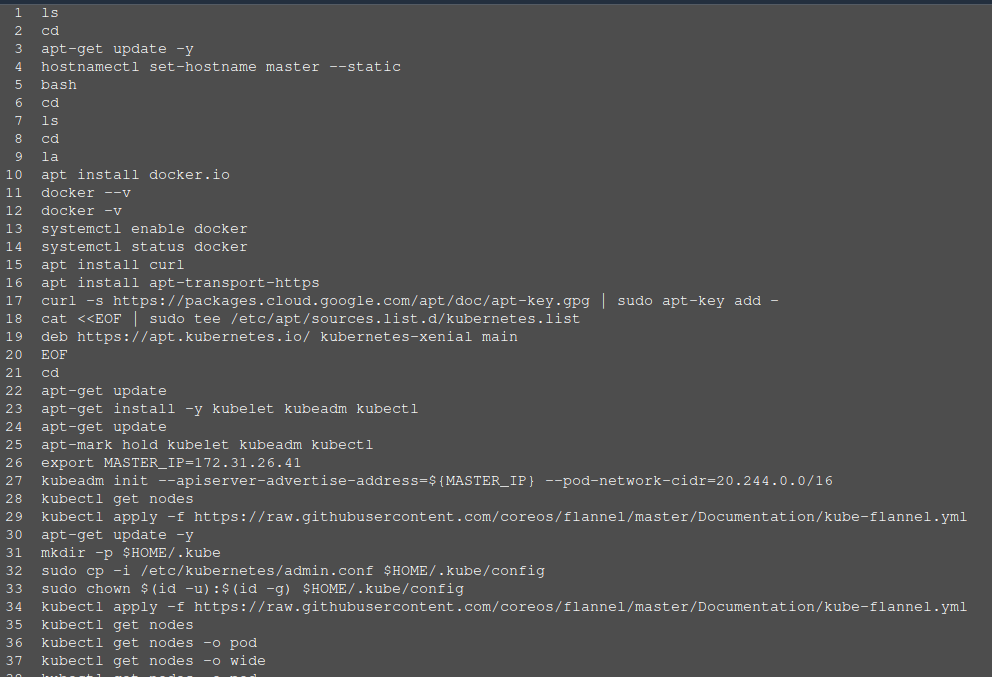 1 ls
2 cd
3 apt-get update -y
4 hostnamectl set-hostname master --static
5 bash
6 cd
7 ls
8 cd
9 la
10 apt install docker.io
11 docker --v
12 docker -v
13 systemctl enable docker
14 systemctl status docker
15 apt install curl
16 apt install apt-transport-https
17 curl -s https://packages.cloud.google.com/apt/doc/apt-key.gpg | sudo apt-key add -
18 cat <<EOF | sudo tee /etc/apt/sources.list.d/kubernetes.list
19 deb https://apt.kubernetes.io/ kubernetes-xenial main
20 EOF
21 cd
22 apt-get update
23 apt-get install -y kubelet kubeadm kubectl
24 apt-get update
25 apt-mark hold kubelet kubeadm kubectl
26 export MASTER_IP=172.31.26.41
27 kubeadm init --apiserver-advertise-address=${MASTER_IP} --pod-network-cidr=20.244.0.0/16
28 kubectl get nodes
29 kubectl apply -f https://raw.githubusercontent.com/coreos/flannel/master/Documentation/kube-flannel.yml
30 apt-get update -y
31 mkdir -p $HOME/.kube
32 sudo cp -i /etc/kubernetes/admin.conf $HOME/.kube/config
33 sudo chown $(id -u):$(id -g) $HOME/.kube/config
34 kubectl apply -f https://raw.githubusercontent.com/coreos/flannel/master/Documentation/kube-flannel.yml
35 kubectl get nodes
36 kubectl get nodes -o pod
37 kubectl get nodes -o wide